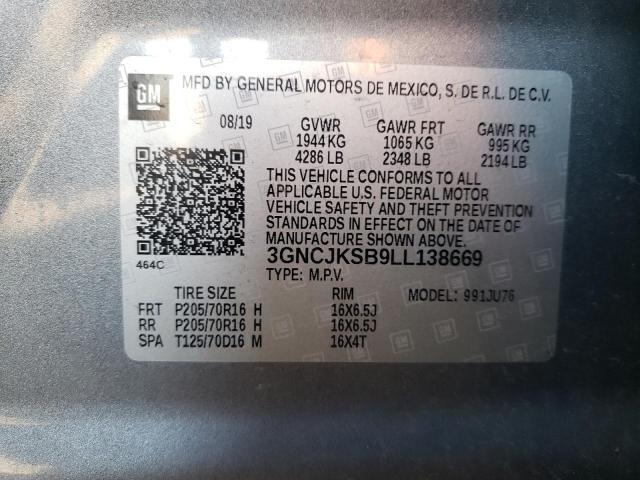 GM MFD BY GENERAL MOTORS DE MEXICO, S. DE R.L. DE C.V.
08/19 GVWR GAWR FRT GAWR RR
1944 KG 1065 KG 995 KG
4286 LB 2348 LB 2194 LB
THIS VEHICLE CONFORMS TO ALL
APPLICABLE U.S. FEDERAL MOTOR
VEHICLE SAFETY AND THEFT PREVENTION
STANDARDS IN EFFECT ON THE DATE OF
MANUFACTURE SHOWN ABOVE.
464C 3GNCJKSB9LL138669
TYPE: M.P.V.
TIRE SIZE RIM MODEL: 991JU76
FRT P205/70R16 H 16X6.5J
RR P205/70R16 H 16X6.5J
SPA T125/70D16 M 16X4T